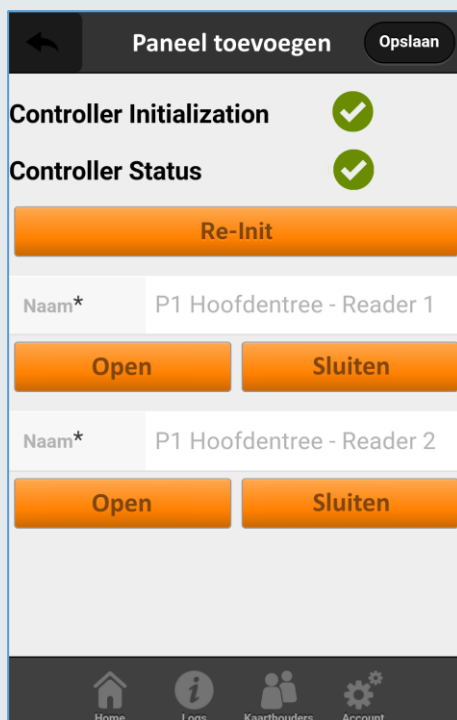 Paneel toevoegen Opslaan
Controller Initialization
Controller Status
Re-Init
Naam* P1 Hoofdentree - Reader 1
Open Sluiten
Naam* P1 Hoofdentree - Reader 2
Open Sluiten
Home Logs Kaarthouders Account